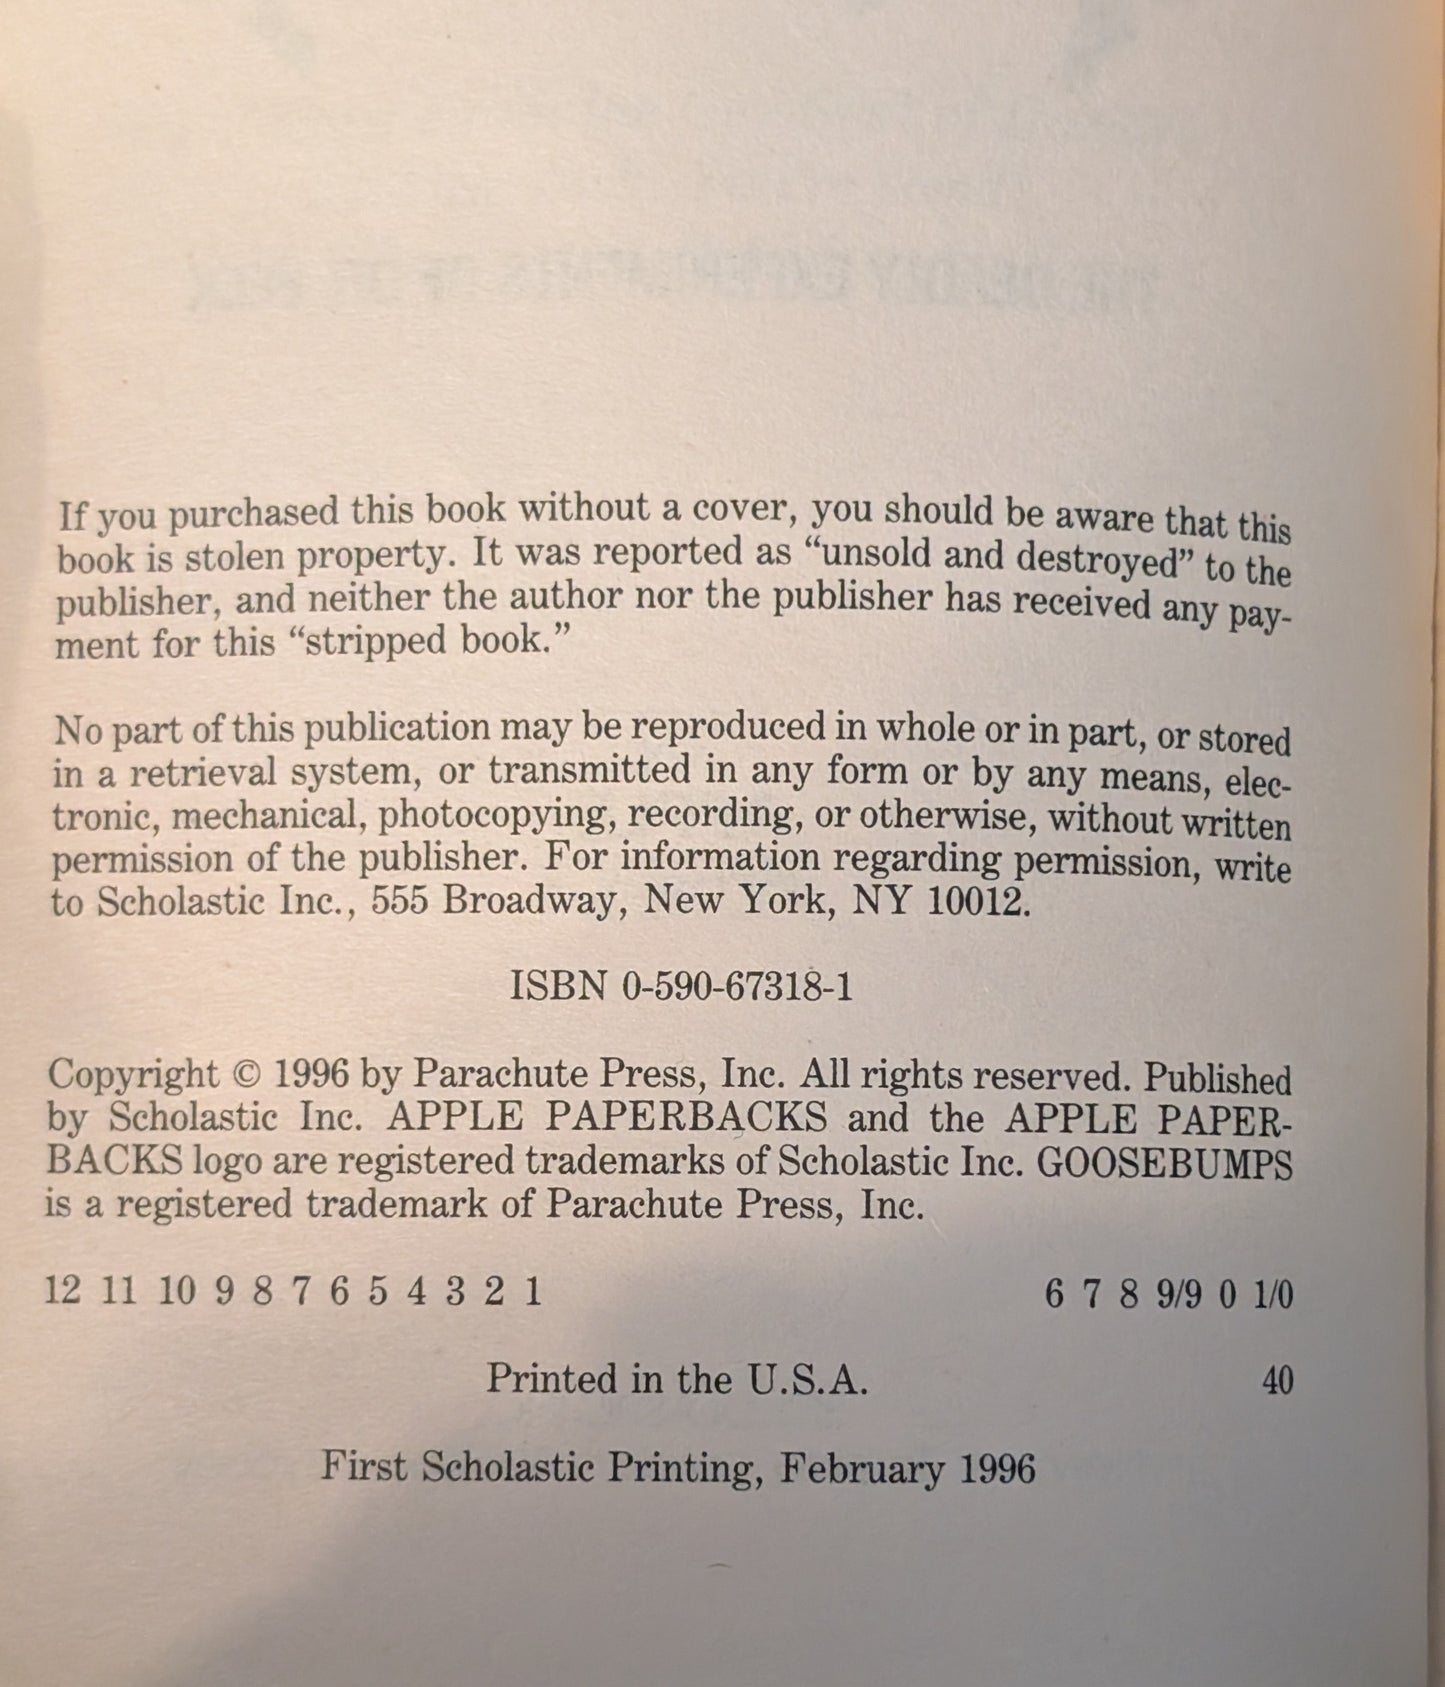 If you purchased this book without a cover, you should be aware that this
book is stolen property. It was reported as “unsold and destroyed” to the
publisher, and neither the author nor the publisher has received any pay-
ment for this “stripped book.”
No part of this publication may be reproduced in whole or in part, or stored
in a retrieval system, or transmitted in any form or by any means, elec-
tronic, mechanical, photocopying, recording, or otherwise, without written
permission of the publisher. For information regarding permission, write
to Scholastic Inc., 555 Broadway, New York, NY 10012.
ISBN 0-590-67318-1
Copyright © 1996 by Parachute Press, Inc. All rights reserved. Published
by Scholastic Inc. APPLE PAPERBACKS and the APPLE PAPER-
BACKS logo are registered trademarks of Scholastic Inc. GOOSEBUMPS
is a registered trademark of Parachute Press, Inc.
12 11 10 9 8 7 6 5 4 3 2 1 6 7 8 9/9 0 1/0
Printed in the U.S.A. 40
First Scholastic Printing, February 1996